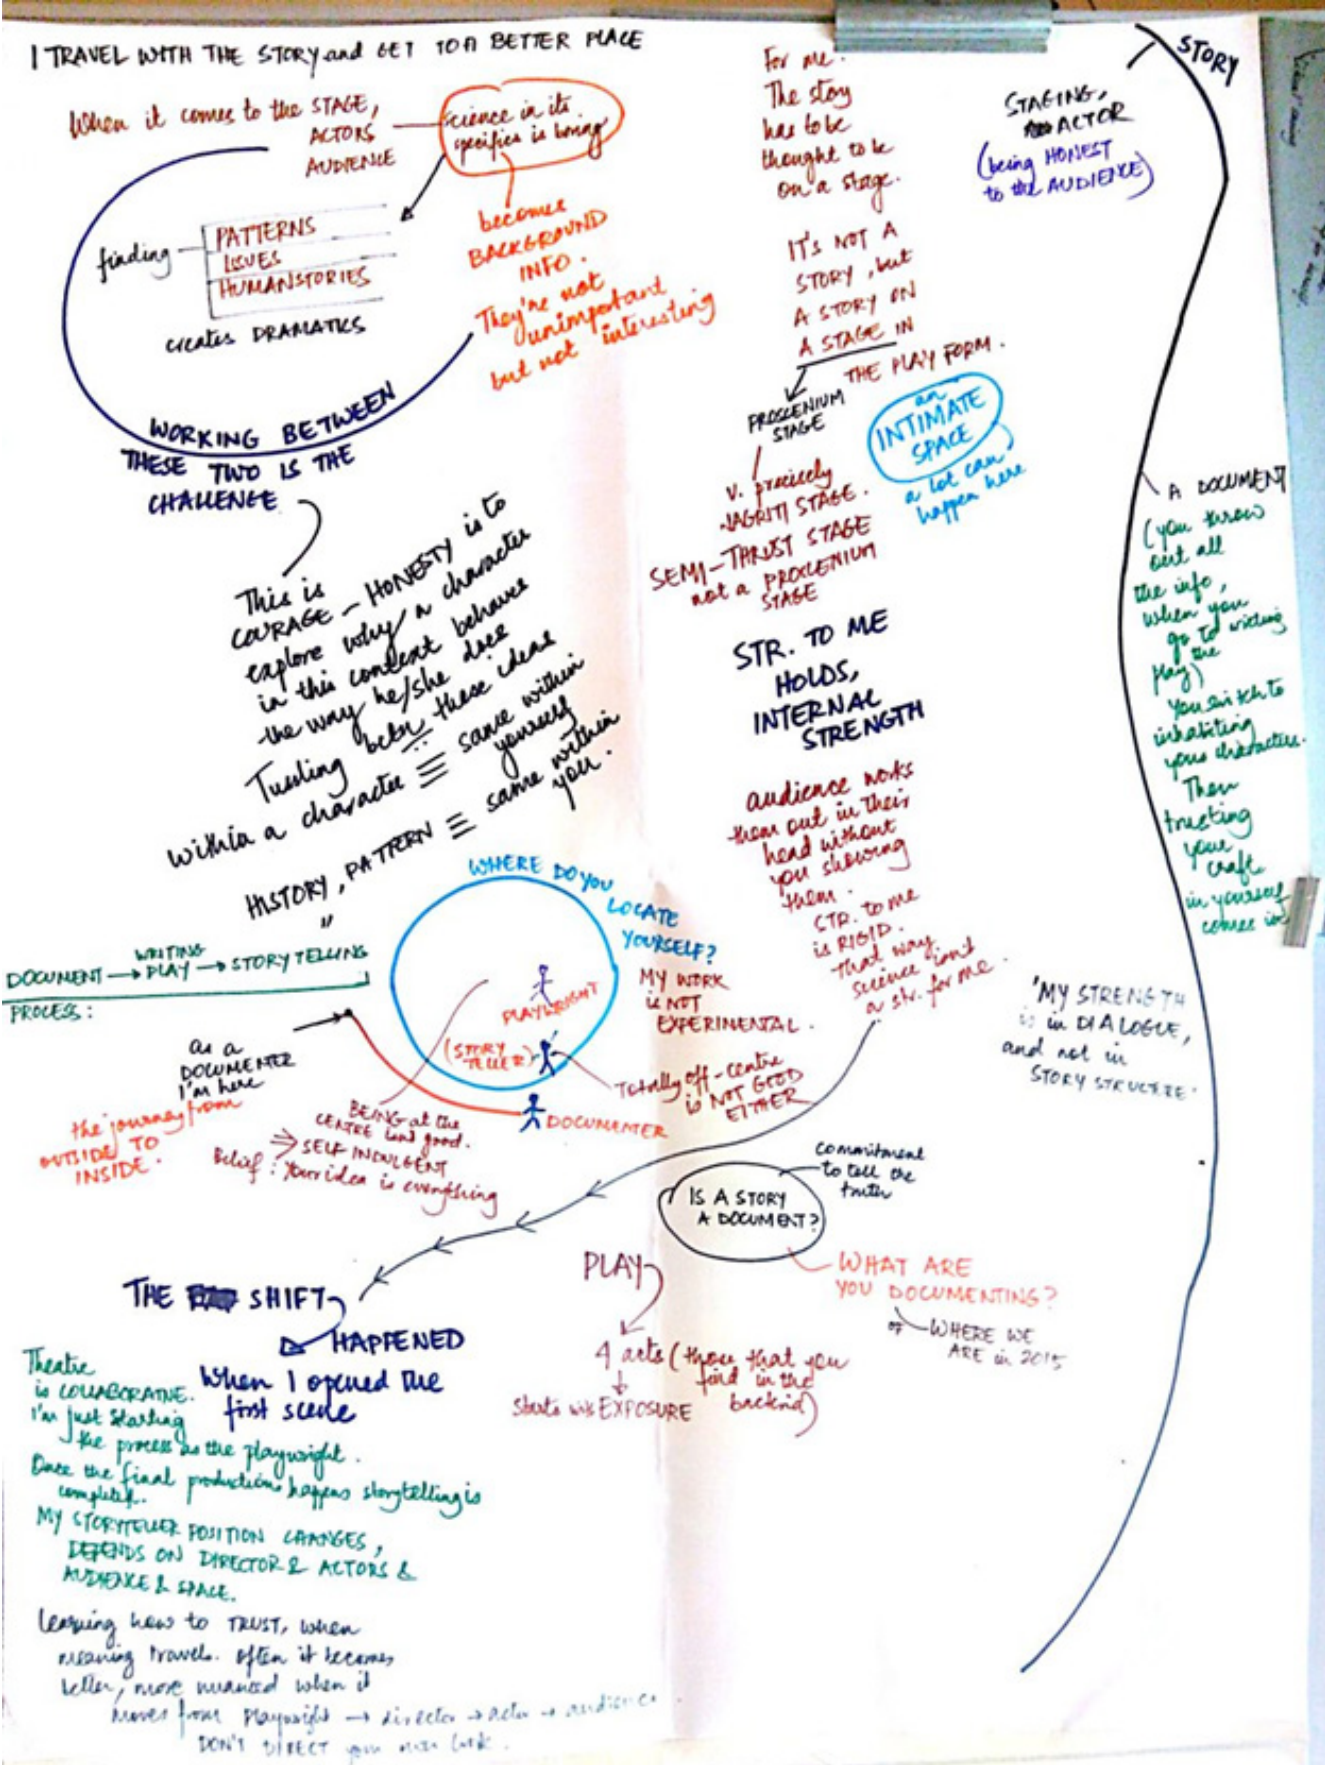 I TRAVEL WITH THE STORY and GET TO A BETTER PLACE
When it comes to the STAGE,
ACTORS
AUDIENCE
science in its
specifics is boring
becomes
BACKGROUND
INFO.
They're not
unimportant
but not interesting
finding
PATTERNS
ISSUES
HUMANSTORIES
creates DRAMATICS
WORKING BETWEEN
THESE TWO IS THE
CHALLENGE
This is
COURAGE – HONESTY is to
explore why a character
in this context behaves
the way he/she does
Tussling betn these ideas
within a character ≡ same within
yourself
HISTORY, PATTERN ≡ same within
you.
For me.
The story
has to be
thought to be
on a stage.
IT'S NOT A
STORY, but
A STORY ON
A STAGE IN
THE PLAY FORM.
PROSCENIUM
STAGE
an
INTIMATE
SPACE
a lot can
happen here
v. precisely
JAGRITI STAGE.
SEMI-THRUST STAGE
not a PROSCENIUM
STAGE
STR. TO ME
HOLDS,
INTERNAL
STRENGTH
audience works
them out in their
head without
you showing
them.
STR. to me
is RIGID.
That way
science isn't
a str. for me.
STORY
STAGING,
ACTOR
(being HONEST
to the AUDIENCE)
A DOCUMENT
(you throw
out all
the info,
when you
go to writing
the
play)
You switch to
inhabiting
your characters.
Then
trusting
your
craft
in yourself
comes in
'MY STRENGTH
is in DIALOGUE,
and not in
STORY STRUCTURE.
DOCUMENT → WRITING
PLAY → STORYTELLING
PROCESS:
as a
DOCUMENTER
I'm here
the journey from
OUTSIDE TO
INSIDE.
WHERE DO YOU
LOCATE
YOURSELF?
PLAYWRIGHT
(STORY
TELLER)
DOCUMENTER
MY WORK
is NOT
EXPERIMENTAL.
Totally off-centre
is NOT GOOD
EITHER
BEING at the
CENTRE isn't good.
⇒ SELF INDULGENT
Belief: Your idea is everything
IS A STORY
A DOCUMENT?
commitment
to tell the
truth
WHAT ARE
YOU DOCUMENTING?
of WHERE WE
ARE in 2015
PLAY
4 acts (those that you
find in the
backend)
Starts with EXPOSURE
THE SHIFT
HAPPENED
When I opened the
first scene
Theatre
is COLLABORATIVE.
I'm just starting
the process as the playwright.
Once the final production happens storytelling is
completed.
MY STORYTELLER POSITION CHANGES,
DEPENDS ON DIRECTOR & ACTORS &
AUDIENCE & SPACE.
Learning how to TRUST, when
meaning travels. often it becomes
better, more nuanced when it
moves from playwright → director → actor → audience
DON'T DIRECT your own work.